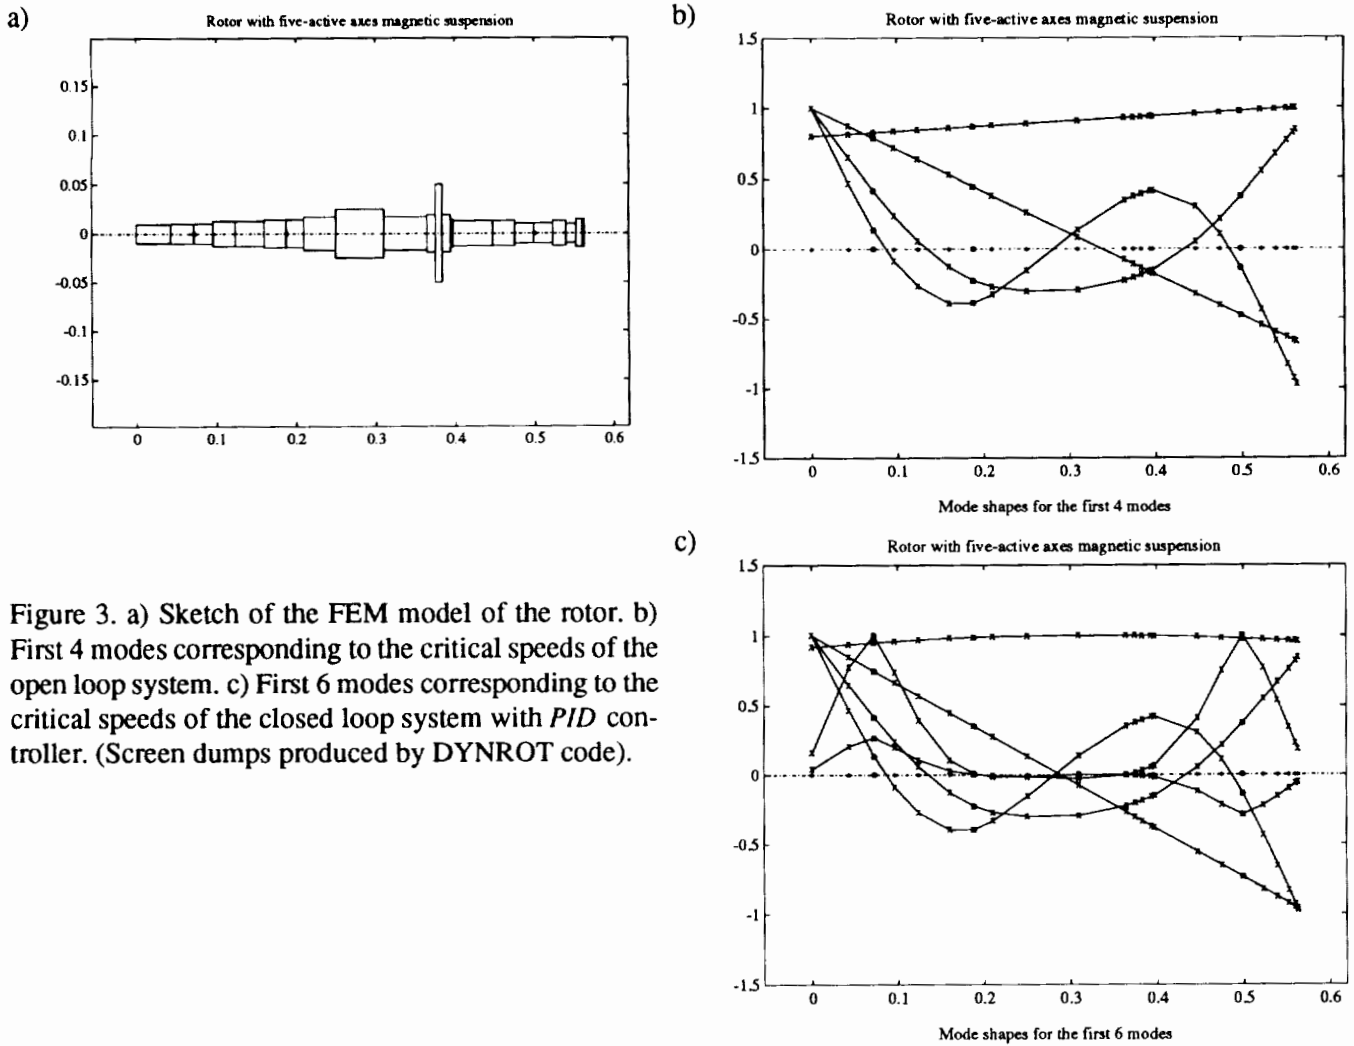 a)
Rotor with five-active axes magnetic suspension
0.15
0.1
0.05
0
-0.05
-0.1
-0.15
0 0.1 0.2 0.3 0.4 0.5 0.6
b)
Rotor with five-active axes magnetic suspension
1.5
1
0.5
0
-0.5
-1
-1.5
0 0.1 0.2 0.3 0.4 0.5 0.6
Mode shapes for the first 4 modes
c)
Rotor with five-active axes magnetic suspension
1.5
1
0.5
0
-0.5
-1
-1.5
0 0.1 0.2 0.3 0.4 0.5 0.6
Mode shapes for the first 6 modes
Figure 3. a) Sketch of the FEM model of the rotor. b)
First 4 modes corresponding to the critical speeds of the
open loop system. c) First 6 modes corresponding to the
critical speeds of the closed loop system with PID con-
troller. (Screen dumps produced by DYNROT code).